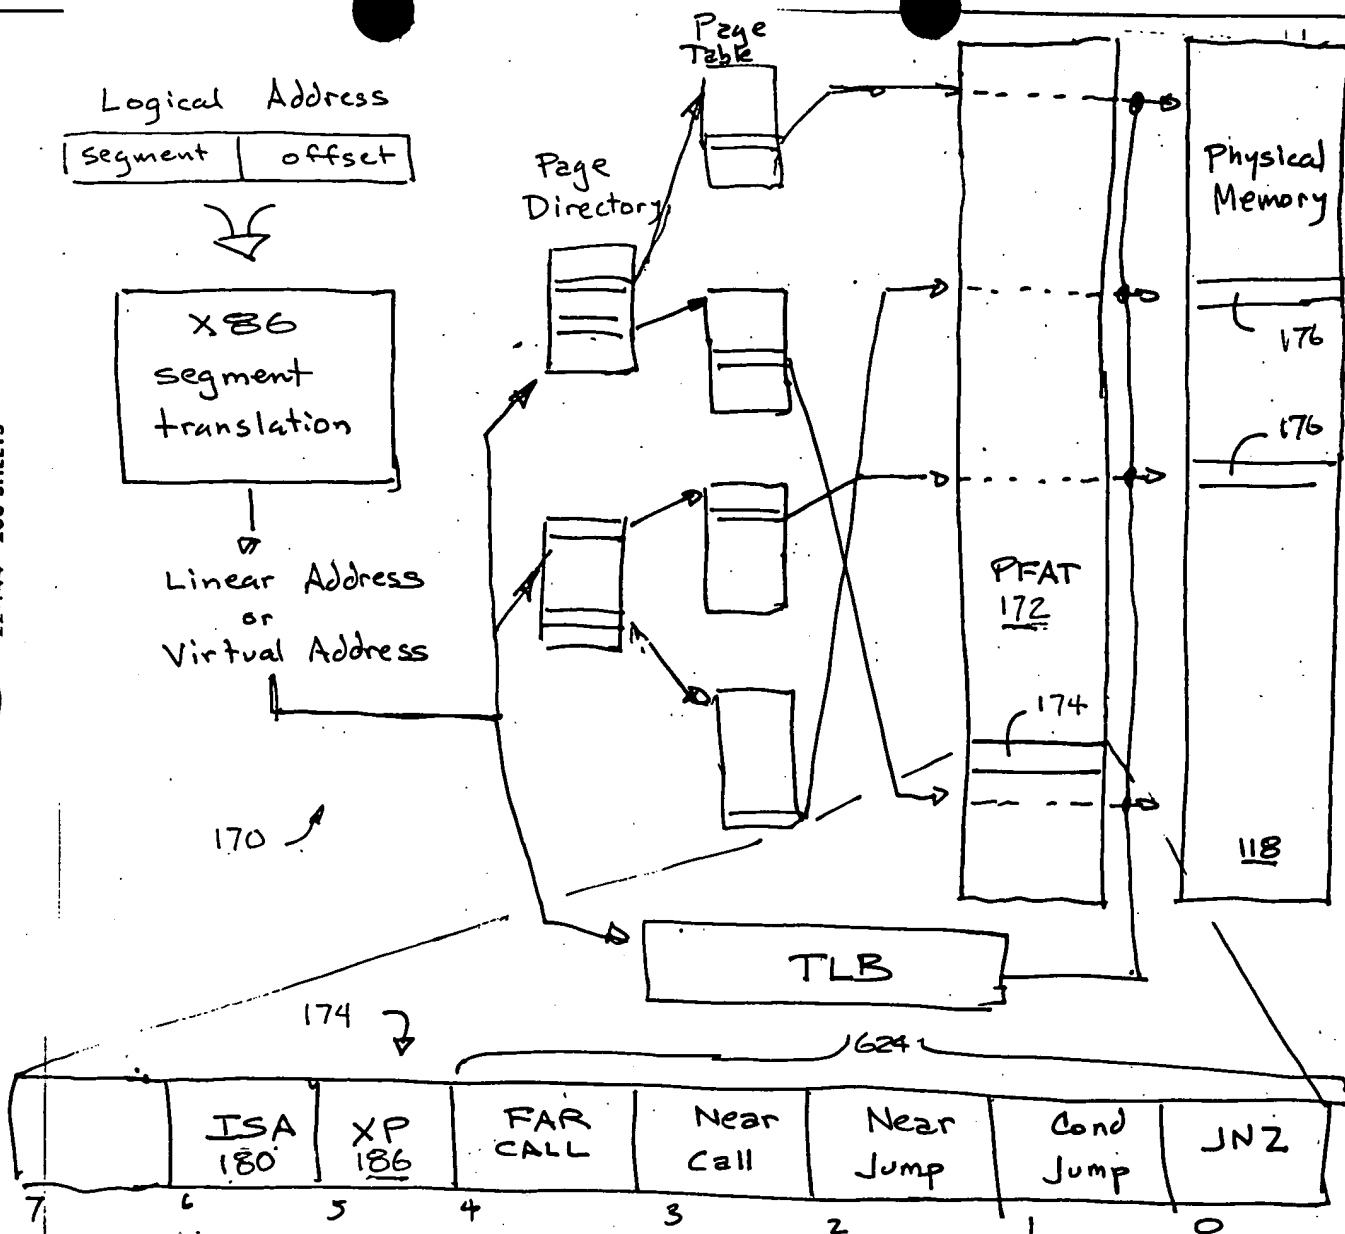 Page
Table
Logical Address
segment offset
Page
Directory
Physical
Memory
X86
segment
translation
176
176
Linear Address
or
Virtual Address
PFAT
172
174
170
118
TLB
174
624
ISA
180
XP
186
FAR
CALL
Near
Call
Near
Jump
Cond
Jump
JNZ
7 6 5 4 3 2 1 0